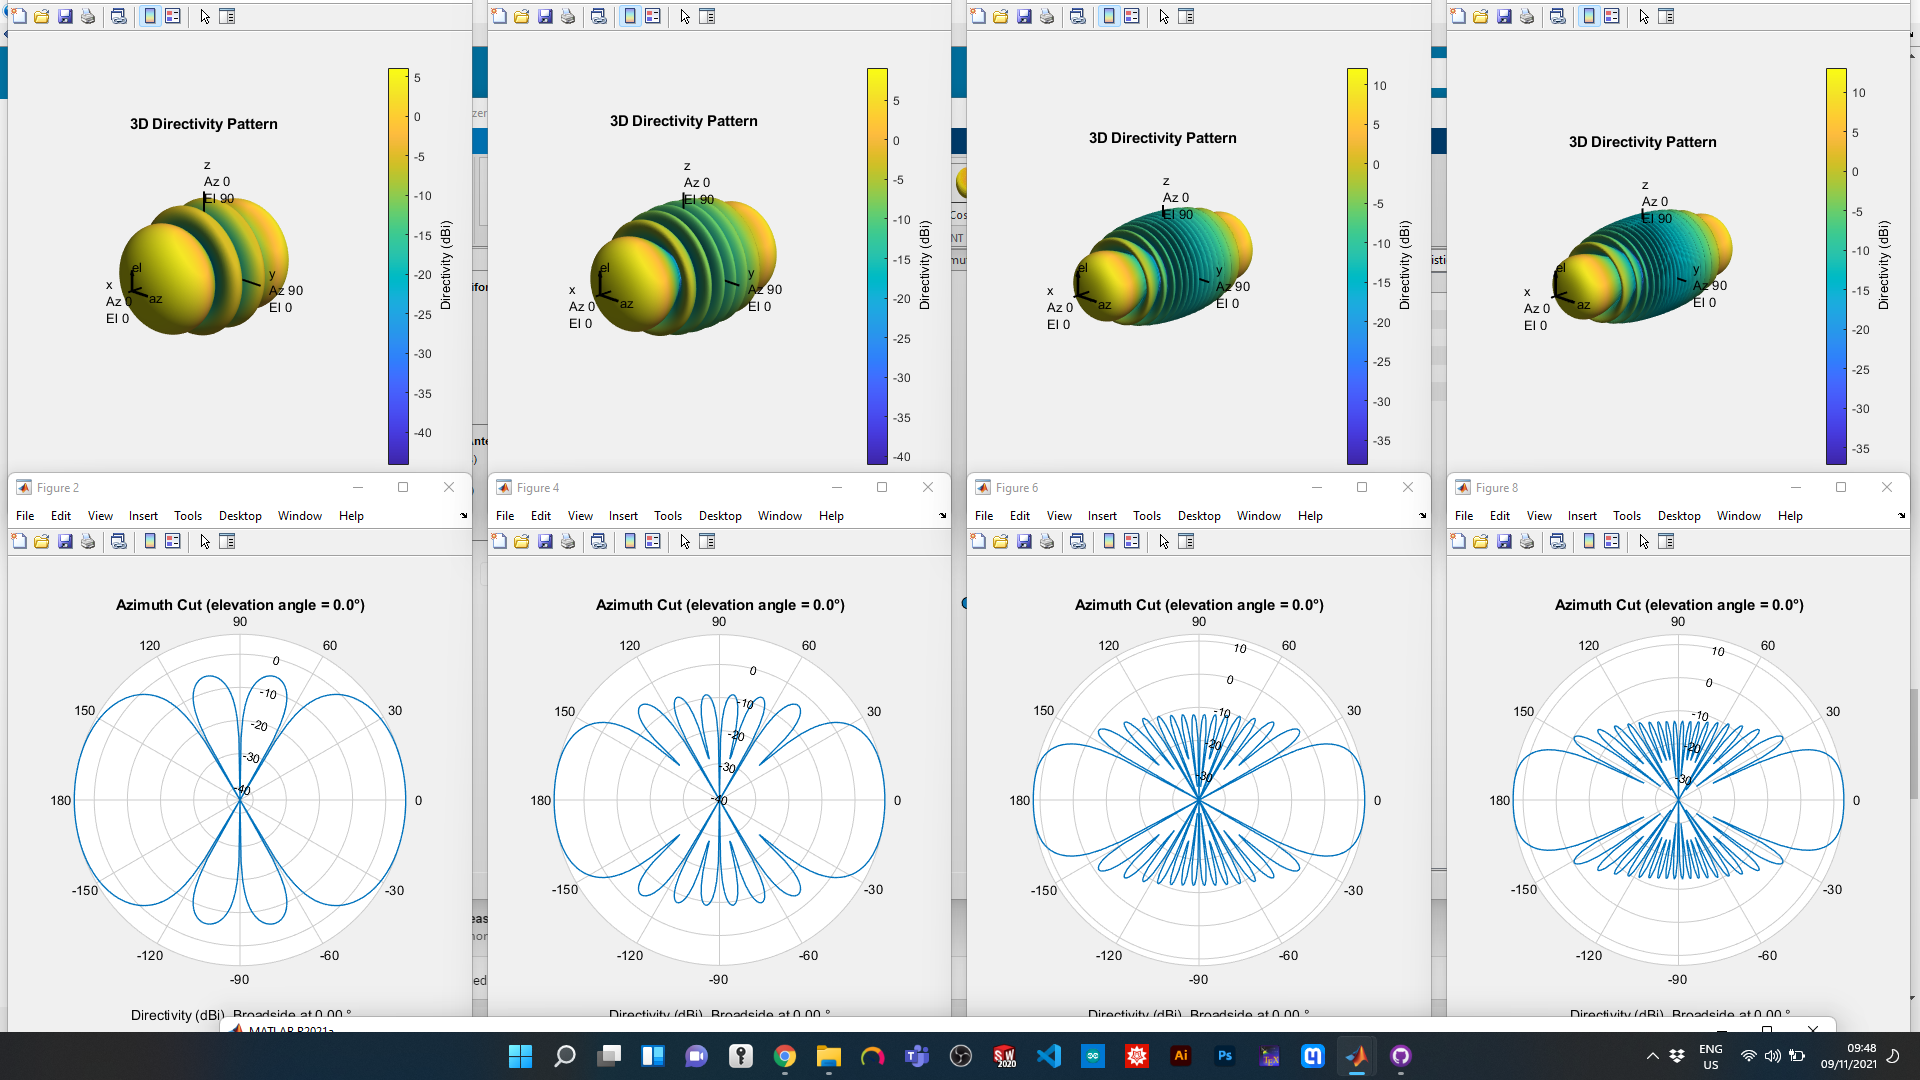 3D Directivity Pattern
z
Az 0
El 90
x
Az 0
El 0
el
az
y
Az 90
El 0
5
0
-5
-10
-15
-20
-25
-30
-35
-40
Directivity (dBi)
3D Directivity Pattern
z
Az 0
El 90
x
Az 0
El 0
el
az
y
Az 90
El 0
5
0
-5
-10
-15
-20
-25
-30
-35
-40
Directivity (dBi)
3D Directivity Pattern
z
Az 0
El 90
x
Az 0
El 0
el
az
y
Az 90
El 0
10
5
0
-5
-10
-15
-20
-25
-30
-35
Directivity (dBi)
3D Directivity Pattern
z
Az 0
El 90
x
Az 0
El 0
el
az
y
Az 90
El 0
10
5
0
-5
-10
-15
-20
-25
-30
-35
Directivity (dBi)
Figure 2
File Edit View Insert Tools Desktop Window Help
Azimuth Cut (elevation angle = 0.0°)
90
120 60
150 30
180 0
-150 -30
-120 -60
-90
0
-10
-20
-30
-40
Directivity (dBi), Broadside at 0.00 °
Figure 4
File Edit View Insert Tools Desktop Window Help
Azimuth Cut (elevation angle = 0.0°)
90
120 60
150 30
180 0
-150 -30
-120 -60
-90
0
-10
-20
-30
-40
Directivity (dBi), Broadside at 0.00 °
Figure 6
File Edit View Insert Tools Desktop Window Help
Azimuth Cut (elevation angle = 0.0°)
90
120 60
150 30
180 0
-150 -30
-120 -60
-90
10
0
-10
-20
-30
Directivity (dBi), Broadside at 0.00 °
Figure 8
File Edit View Insert Tools Desktop Window Help
Azimuth Cut (elevation angle = 0.0°)
90
120 60
150 30
180 0
-150 -30
-120 -60
-90
10
0
-10
-20
-30
Directivity (dBi), Broadside at 0.00 °
MATLAB R2021a
SW
2020
Ai
Ps
ENG
US
09:48
09/11/2021